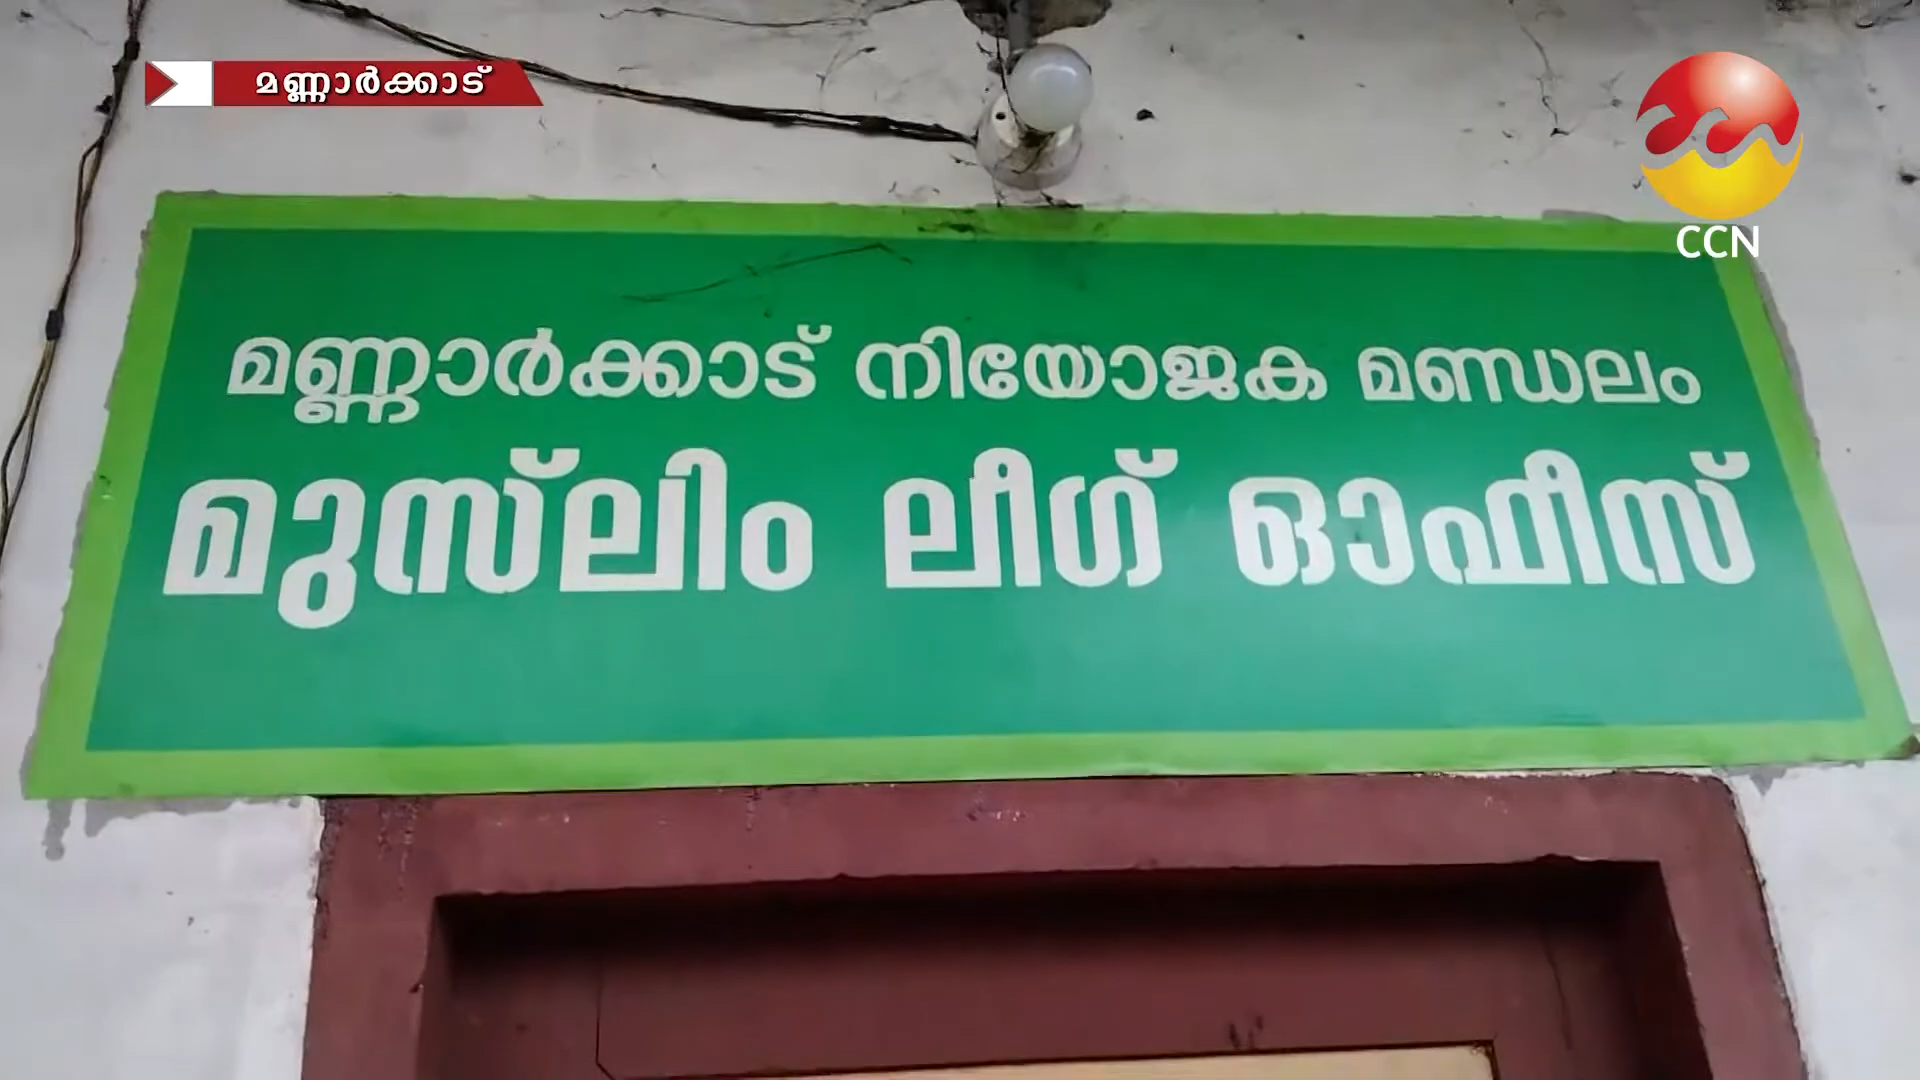 മണ്ണാർക്കാട്
CCN
മണ്ണാർക്കാട് നിയോജക മണ്ഡലം
മുസ്‌ലിം ലീഗ് ഓഫീസ്